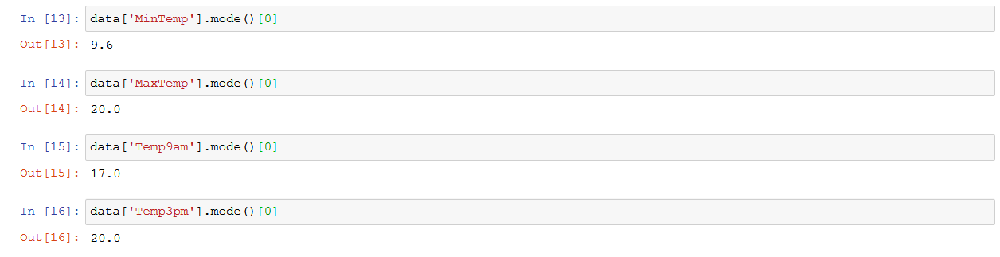 In [13]: data['MinTemp'].mode()[0]
Out[13]: 9.6
In [14]: data['MaxTemp'].mode()[0]
Out[14]: 20.0
In [15]: data['Temp9am'].mode()[0]
Out[15]: 17.0
In [16]: data['Temp3pm'].mode()[0]
Out[16]: 20.0